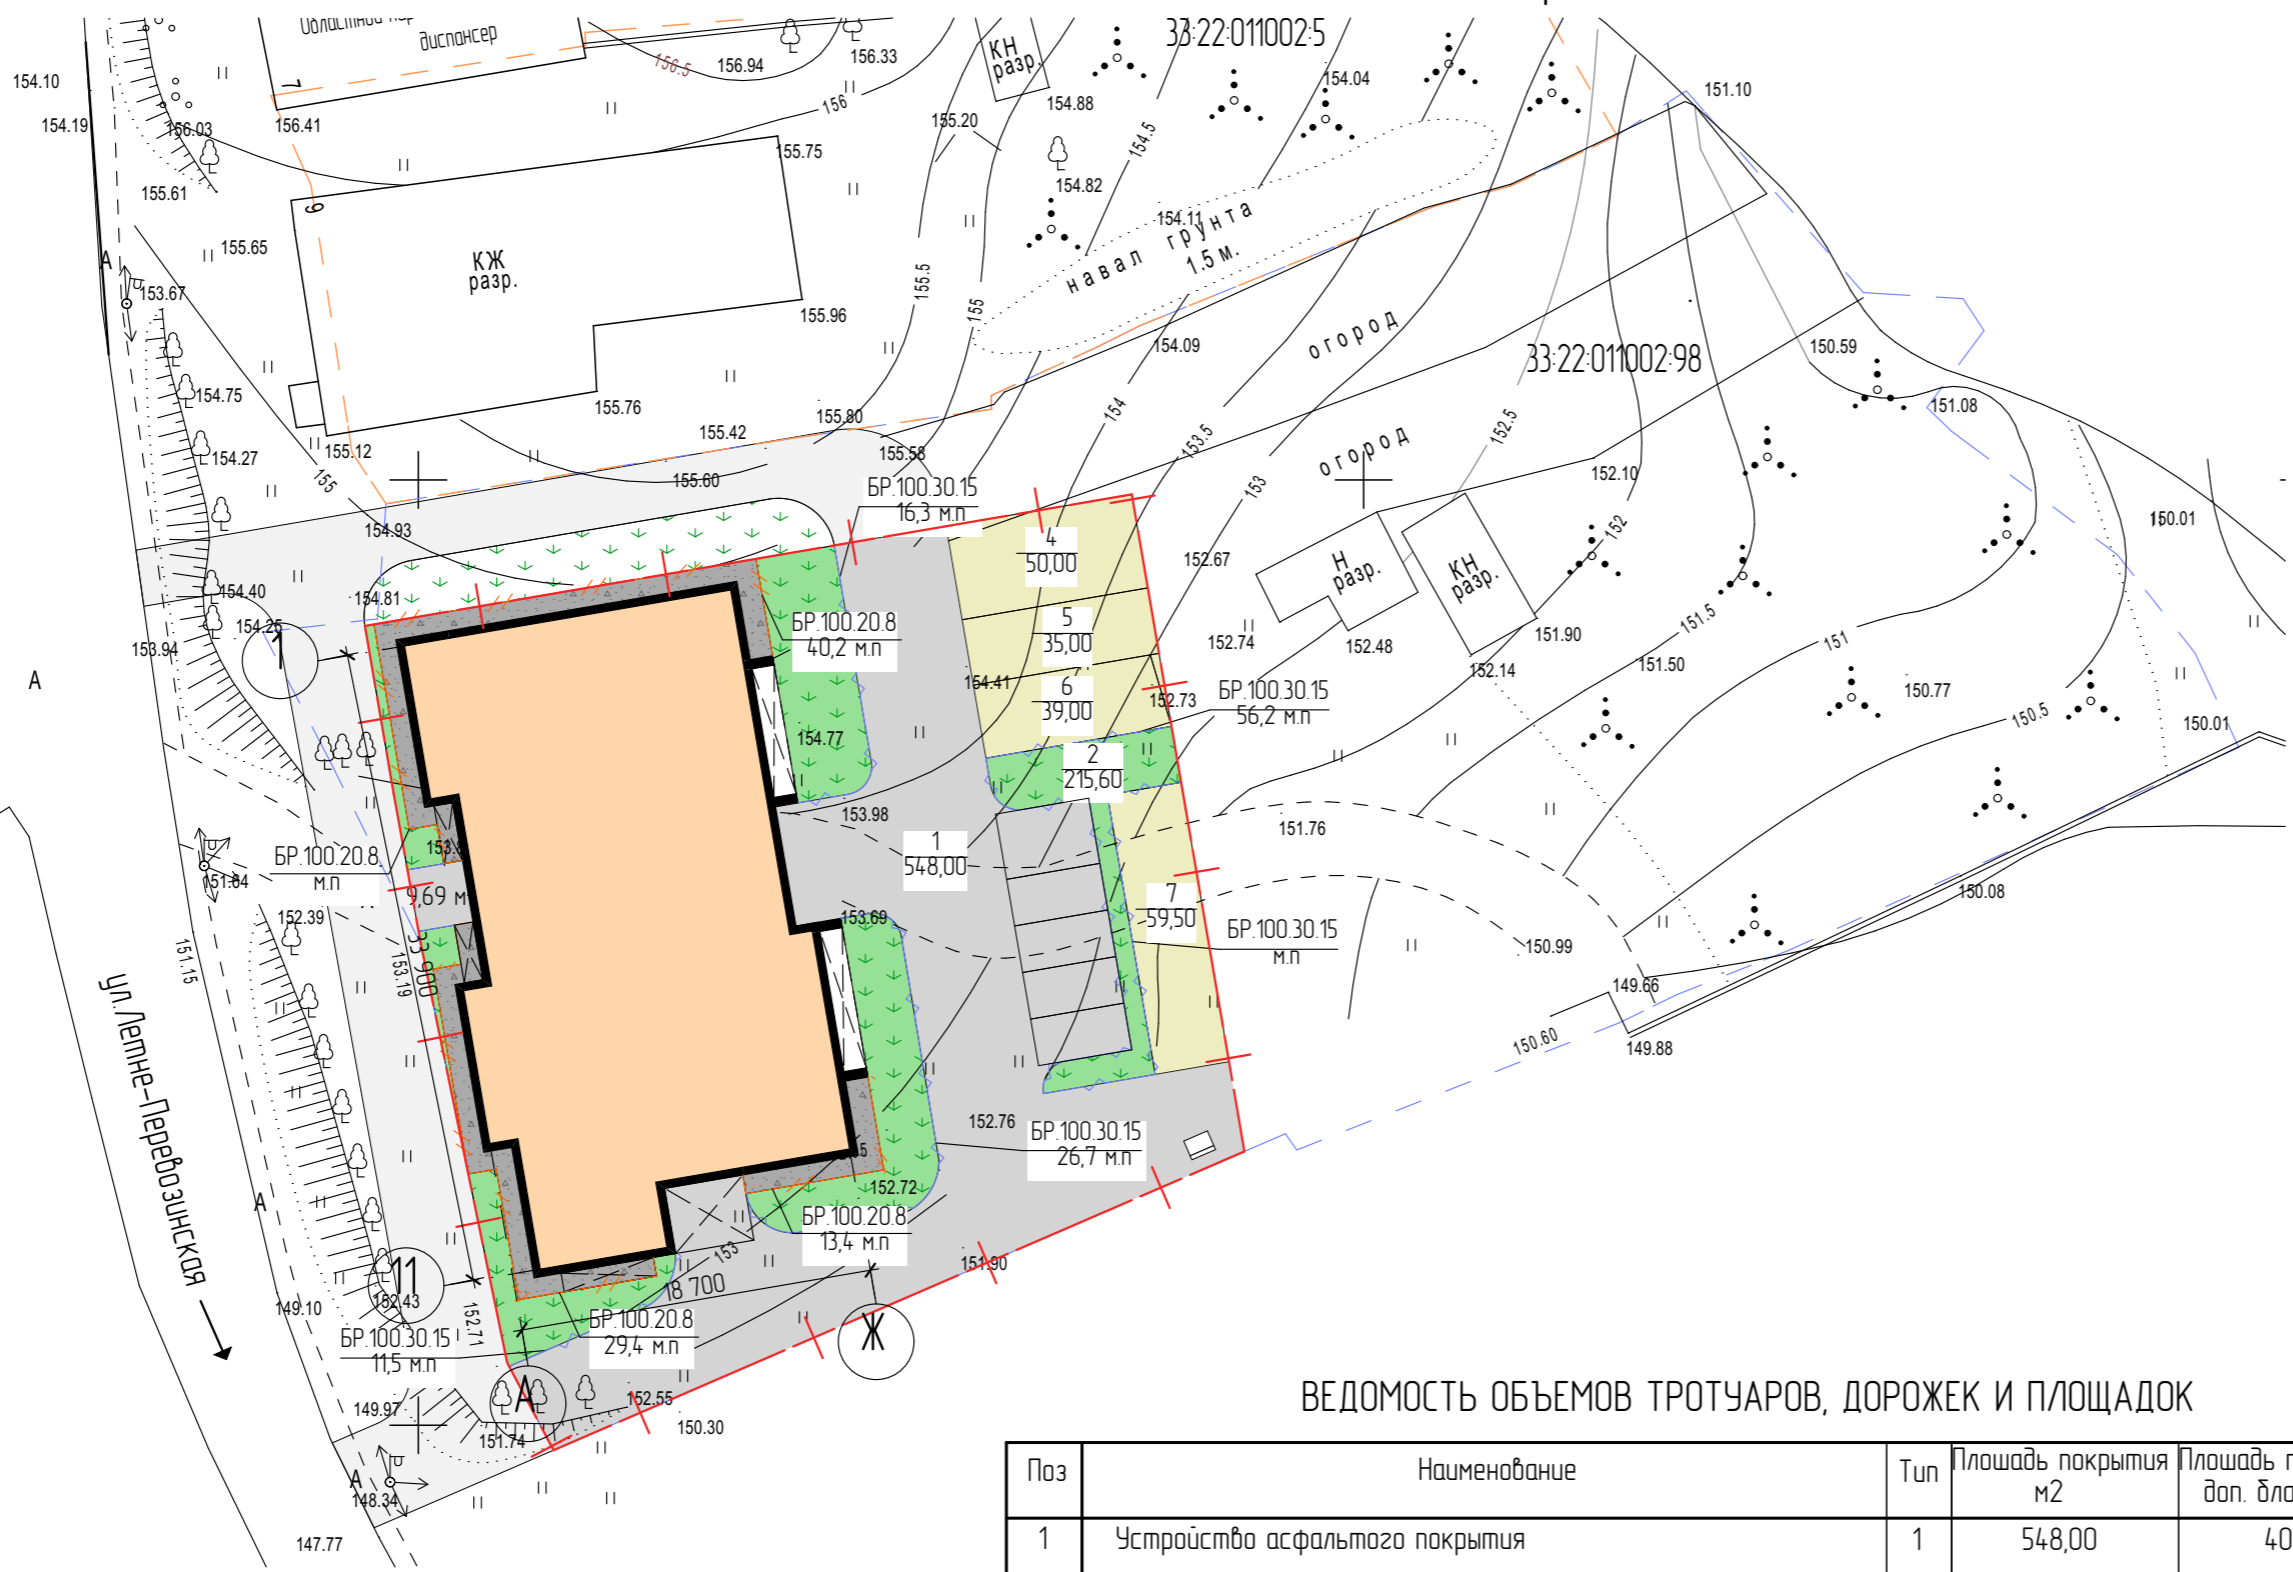 диспансер
7
33:22:011002:5
КН
разр.
154.10
154.19
156.03
156.41
156.5
156.94
156.33
156
155.20
154.88
154.04
154.5
151.10
155.61
155.65
9
КЖ
разр.
155.75
154.82
154.11
навал грунта
1.5 м.
А
153.67
155.96
155.5
155
154.09
огород
33:22:011002:98
150.59
151.08
154.75
155.76
155.80
155.42
155.58
154
153.5
огород
152.5
152.10
154.27
155.12
155
155.60
БР.100.30.15
16,3 м.п
153
152
150.01
154.93
4
50,00
152.67
Н
разр.
КН
разр.
154.40
154.81
154.25
1
153.94
БР.100.20.8
40,2 м.п
5
35,00
152.74
152.48
151.90
152.14
151.5
151.50
151
А
154.41
6
39,00
152.73
БР.100.30.15
56,2 м.п
150.77
150.5
150.01
154.77
2
215,60
153.98
151.76
1
548,00
БР.100.20.8
м.п
151.64
152.39
9,69 м
153.69
7
59,50
БР.100.30.15
м.п
150.08
150.99
151.15
153.19
33 900
149.66
149.88
150.60
ул.Летне-Перевозинская
152.76
БР.100.30.15
26,7 м.п
А
152.72
БР.100.20.8
13,4 м.п
153
151.90
18 700
11
152.43
149.10
152.71
БР.100.30.15
11,5 м.п
БР.100.20.8
29,4 м.п
Ж
А
152.55
150.30
149.97
151.74
А
148.34
147.77
ВЕДОМОСТЬ ОБЪЕМОВ ТРОТУАРОВ, ДОРОЖЕК И ПЛОЩАДОК
Поз
Наименование
Тип
Плошадь покрытия
м2
Плошадь
доп.
1
Устройство асфальтого покрытия
1
548,00
40